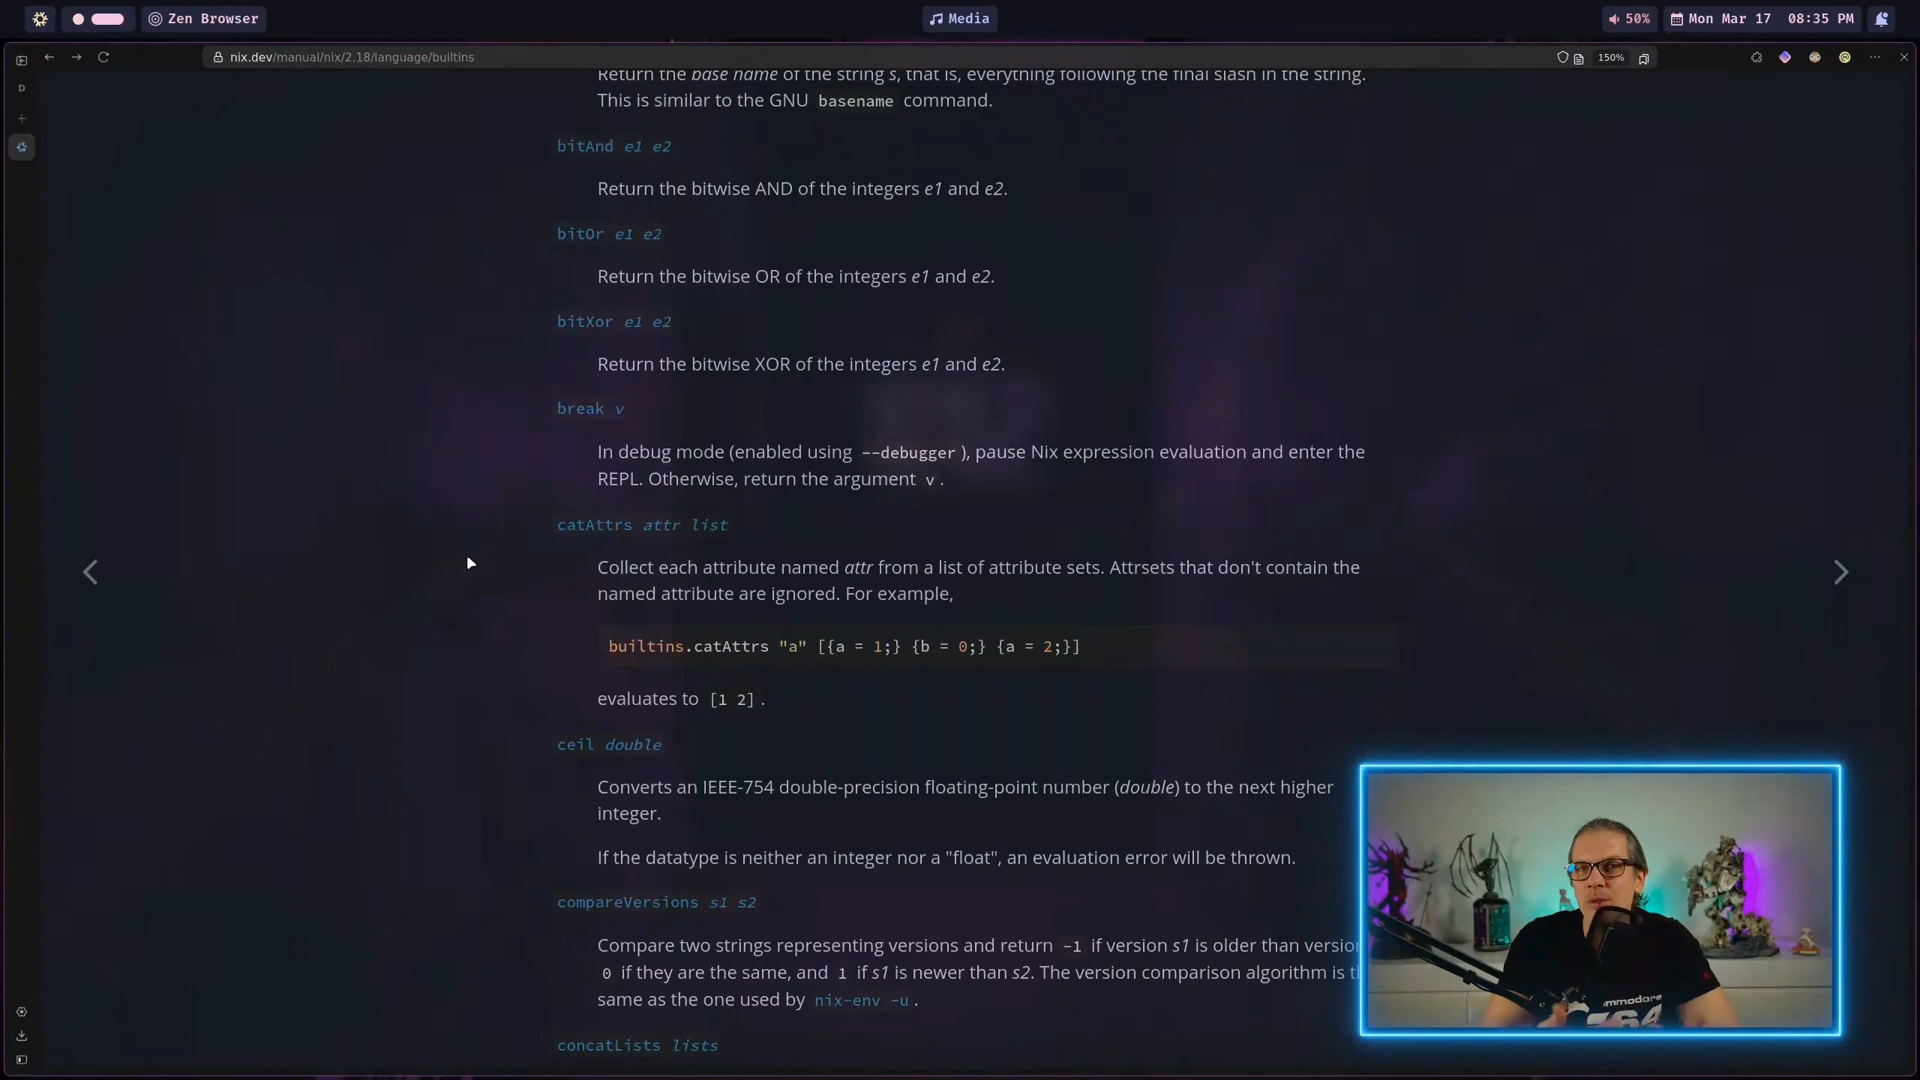 Zen Browser
Media
50%
Mon Mar 17 08:35 PM
nix.dev/manual/nix/2.18/language/builtins
150%
D
Return the base name of the string s, that is, everything following the final slash in the string.
This is similar to the GNU basename command.
bitAnd e1 e2
Return the bitwise AND of the integers e1 and e2.
bitOr e1 e2
Return the bitwise OR of the integers e1 and e2.
bitXor e1 e2
Return the bitwise XOR of the integers e1 and e2.
break v
In debug mode (enabled using --debugger), pause Nix expression evaluation and enter the
REPL. Otherwise, return the argument v.
catAttrs attr list
Collect each attribute named attr from a list of attribute sets. Attrsets that don't contain the
named attribute are ignored. For example,
builtins.catAttrs "a" [{a = 1;} {b = 0;} {a = 2;}]
evaluates to [1 2].
ceil double
Converts an IEEE-754 double-precision floating-point number (double) to the next higher
integer.
If the datatype is neither an integer nor a "float", an evaluation error will be thrown.
compareVersions s1 s2
Compare two strings representing versions and return -1 if version s1 is older than version
0 if they are the same, and 1 if s1 is newer than s2. The version comparison algorithm is
same as the one used by nix-env -u.
concatLists lists
commodore
C64